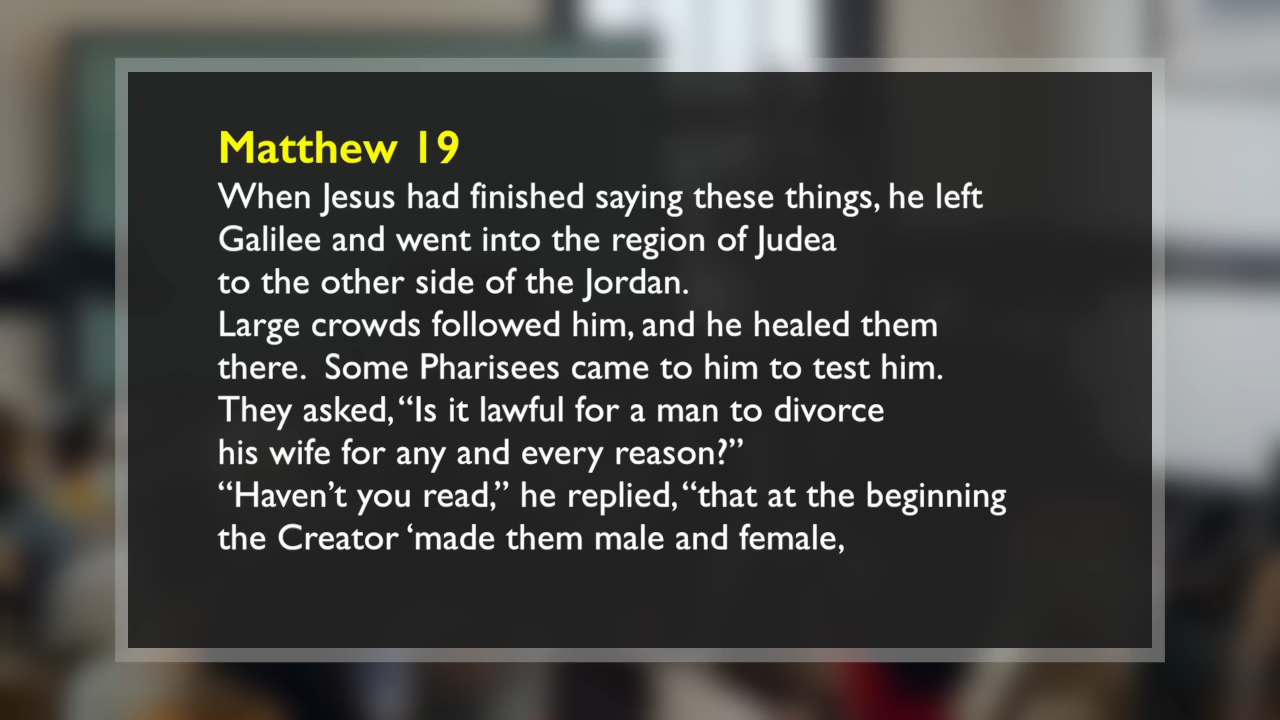 Matthew 19
When Jesus had finished saying these things, he left
Galilee and went into the region of Judea
to the other side of the Jordan.
Large crowds followed him, and he healed them
there.  Some Pharisees came to him to test him.
They asked, “Is it lawful for a man to divorce
his wife for any and every reason?”
“Haven’t you read,” he replied, “that at the beginning
the Creator ‘made them male and female,